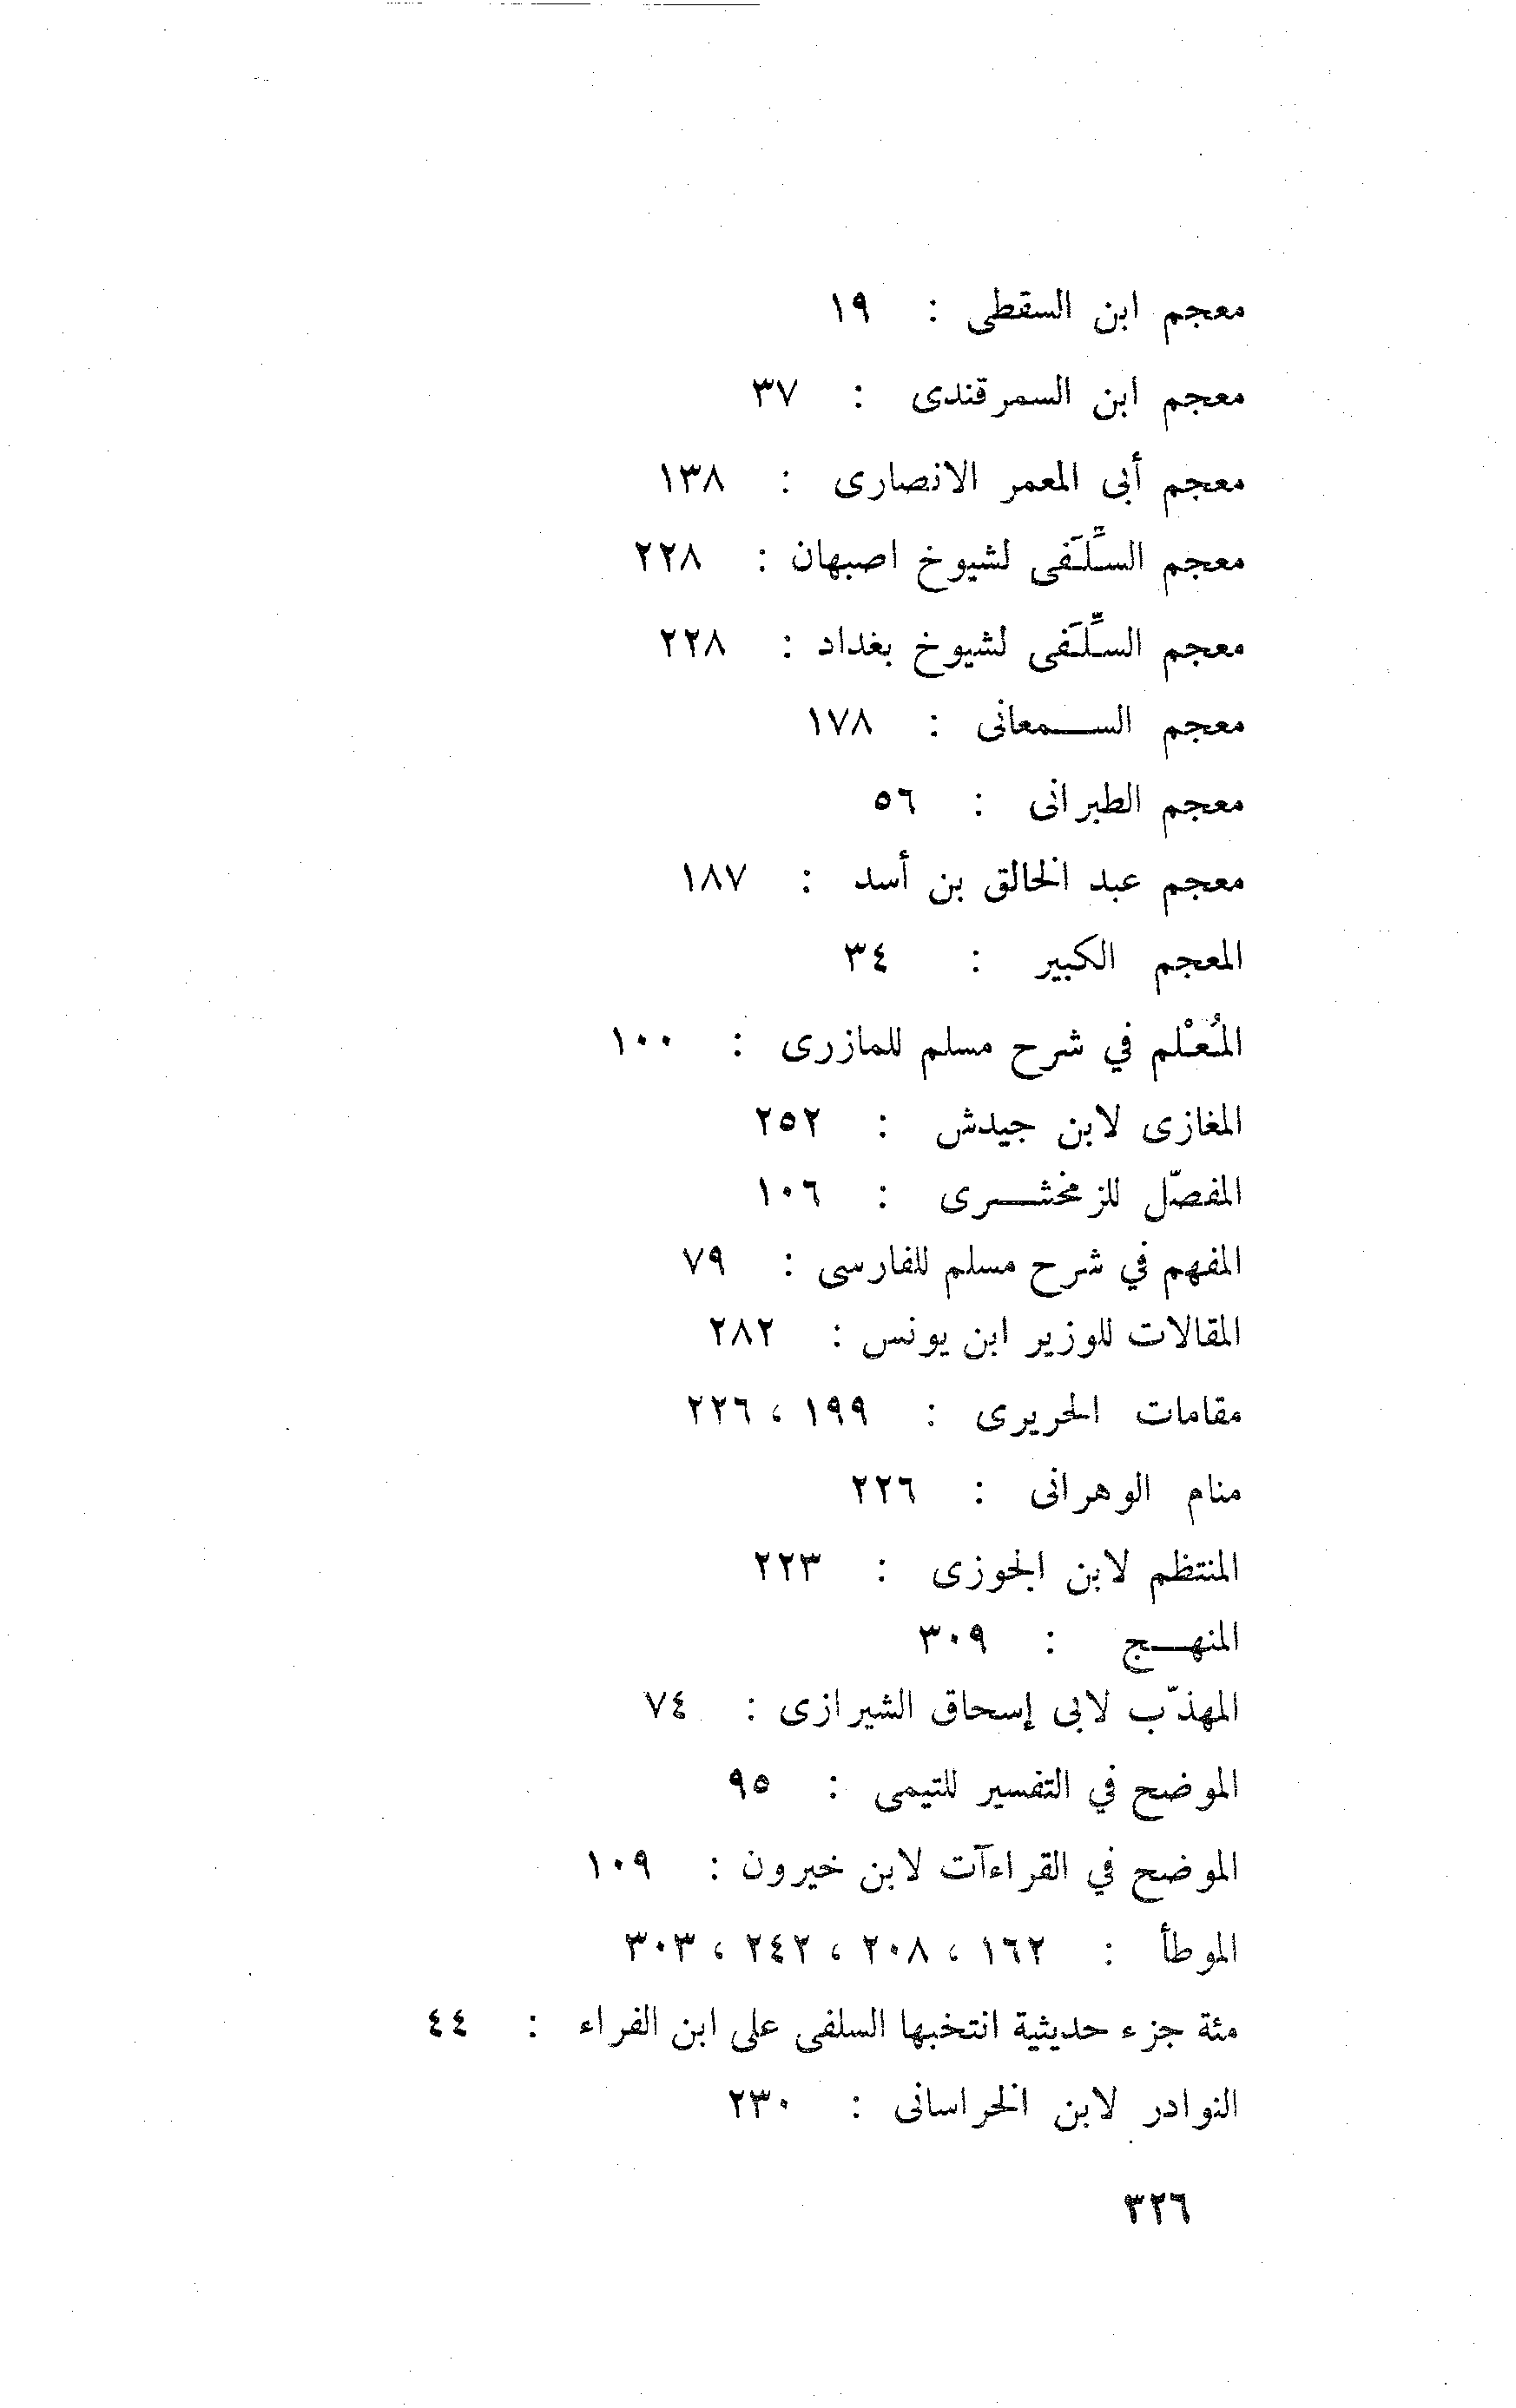 معجم ابن السقطى : ١٩
معجم ابن السمرقندى : ٣٧
معجم أبى المعمر الانصارى : ١٣٨
معجم السِّلَفى لشيوخ اصبهان : ٢٢٨
معجم السِّلَفى لشيوخ بغداد : ٢٢٨
معجم الســمعانى : ١٧٨
معجم الطبرانى : ٥٦
معجم عبد الخالق بن أسد : ١٨٧
المعجم الكبير : ٣٤
المُعْلم في شرح مسلم للمازرى : ١٠٠
المغازى لابن جيدش : ٢٥٢
المفصّل للزمخشــرى : ١٠٦
المفهم في شرح مسلم للفارسى : ٧٩
المقالات للوزير ابن يونس : ٢٨٢
مقامات الحريرى : ١٩٩ ، ٢٢٦
منام الوهرانى : ٢٢٦
المنتظم لابن الجوزى : ٢٢٣
المنهــج : ٣٠٩
المهذّب لابى إسحاق الشيرازى : ٧٤
الموضح في التفسير للتيمى : ٩٥
الموضح في القراءآت لابن خيرون : ١٠٩
الموطأ : ١٦٢ ، ٢٠٨ ، ٢٤٢ ، ٣٠٣
مئة جزء حديثية انتخبها السلفى على ابن الفراء : ٤٤
النوادر لابن الخراسانى : ٢٣٠
٣٢٦